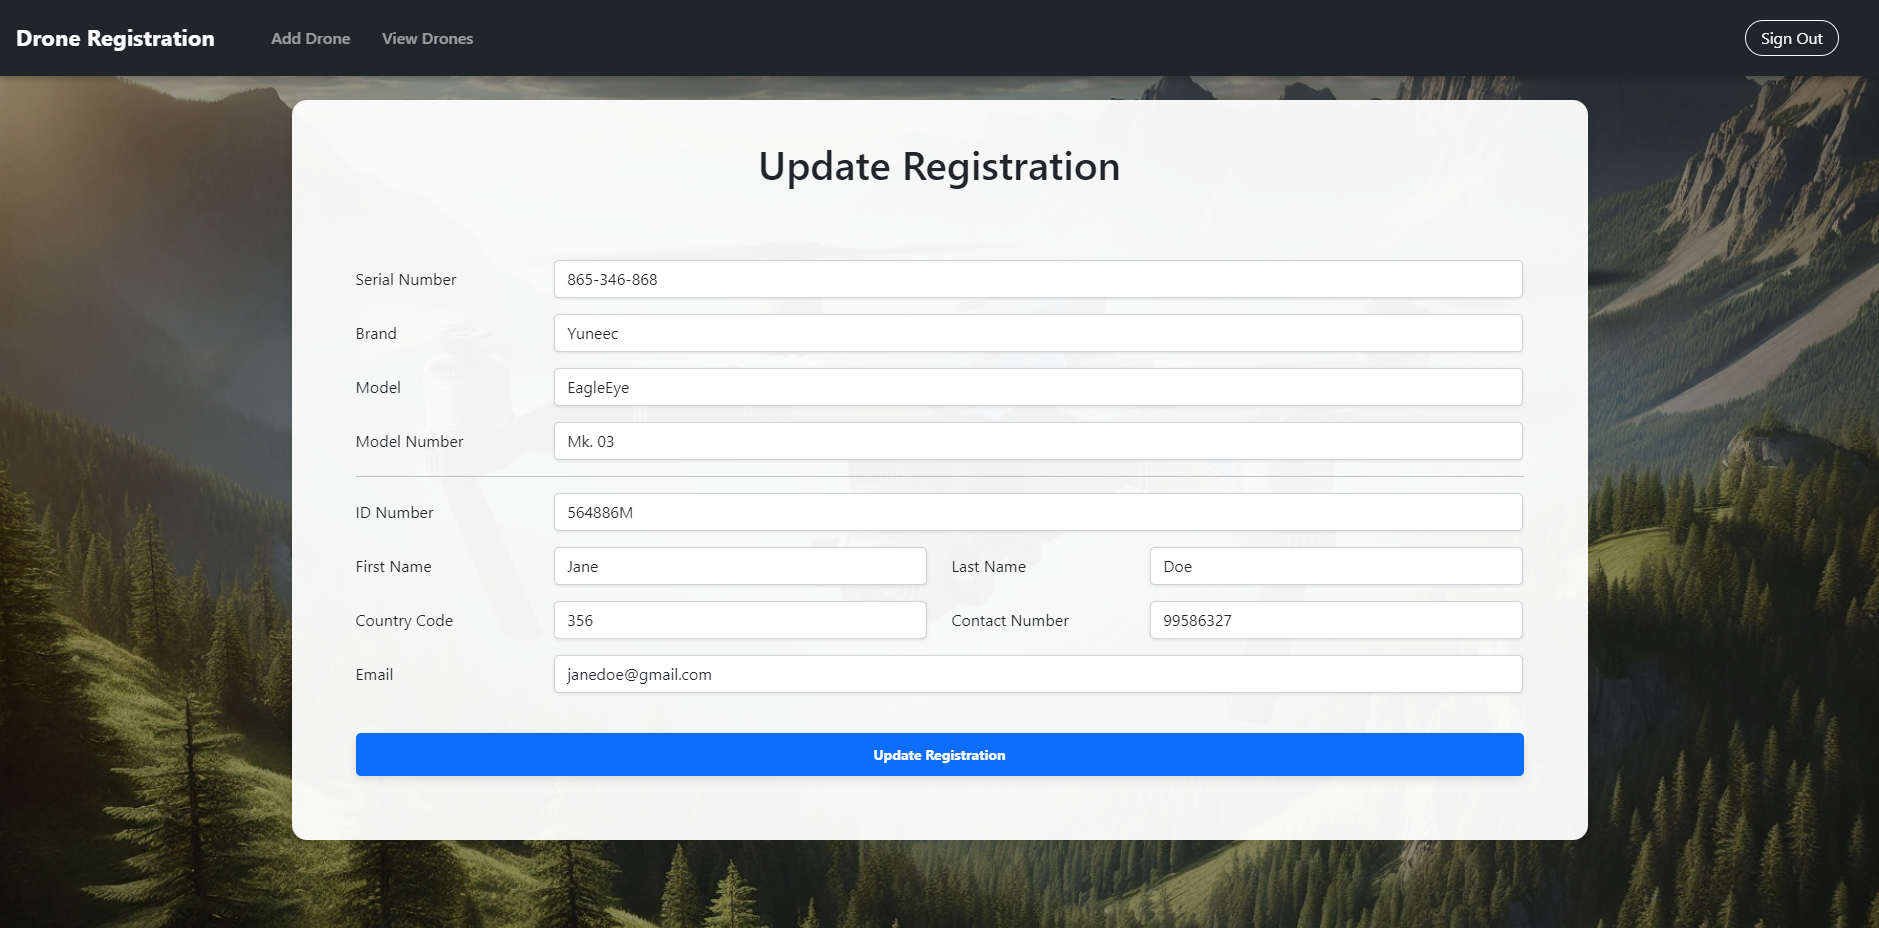 Drone Registration Add Drone View Drones Sign Out
Update Registration
Serial Number 865-346-868
Brand Yuneec
Model EagleEye
Model Number Mk. 03
ID Number 564886M
First Name Jane Last Name Doe
Country Code 356 Contact Number 99586327
Email janedoe@gmail.com
Update Registration